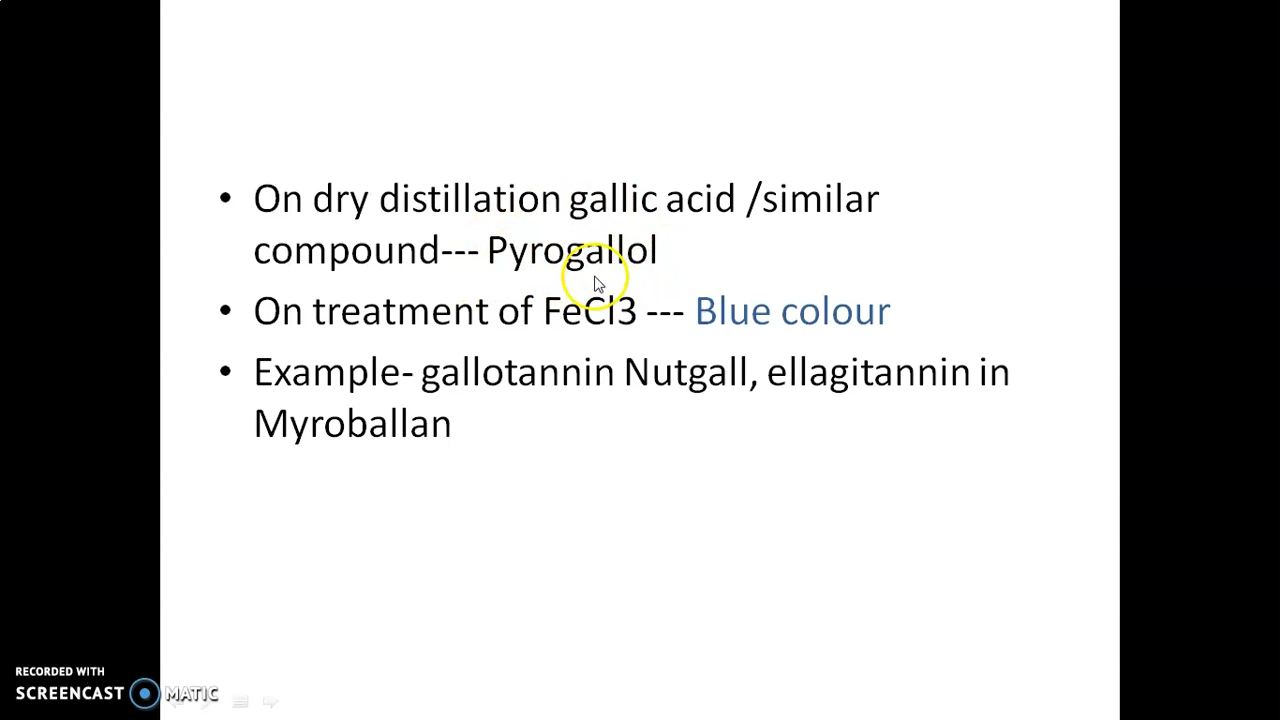 • On dry distillation gallic acid /similar
compound--- Pyrogallol
• On treatment of FeCl3 --- Blue colour
• Example- gallotannin Nutgall, ellagitannin in
Myroballan
RECORDED WITH
SCREENCAST MATIC